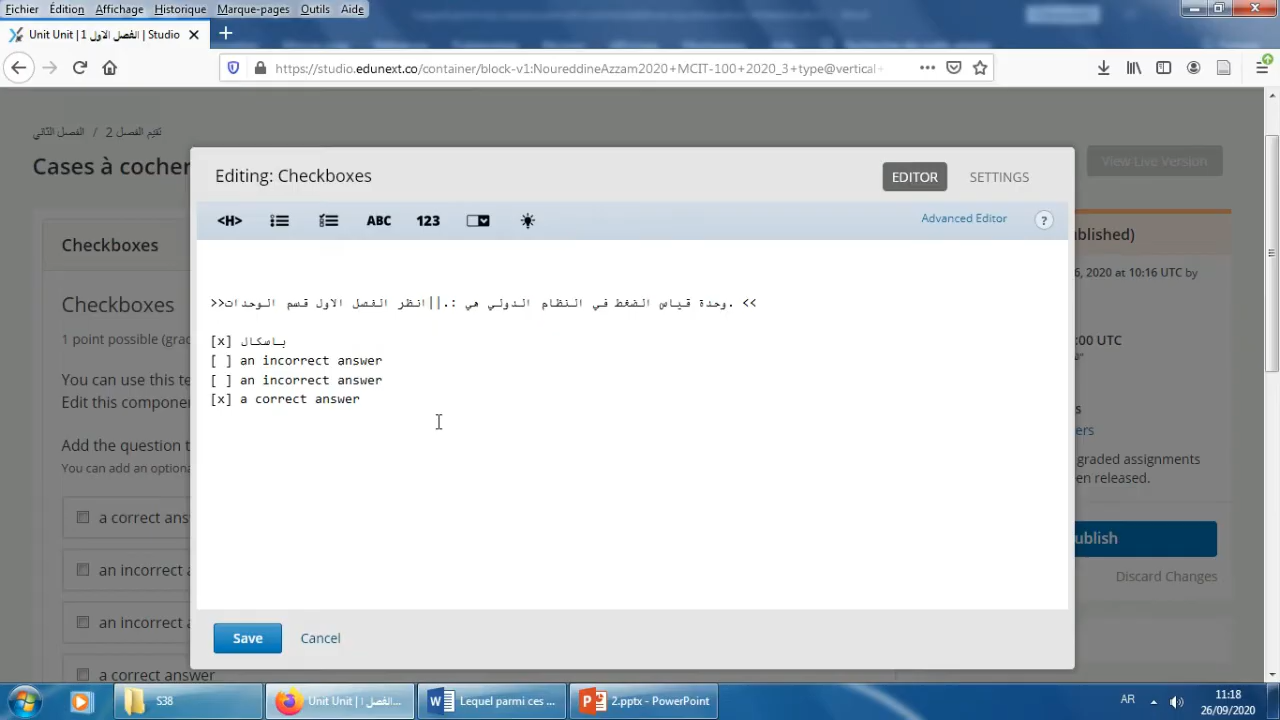 Fichier Édition Affichage Historique Marque-pages Outils Aide
Unit Unit | الفصل الاول 1 | Studio
https://studio.edunext.co/container/block-v1:NoureddineAzzam2020+MCIT-100+2020_3+type@vertical+
الفصل الثاني / تقيم الفصل 2
Cases à cocher
View Live Version
Editing: Checkboxes
EDITOR SETTINGS
<H> ABC 123
Advanced Editor ?
Checkboxes
ublished)
>>وحدة قياس الضغط في النظام الدولي هي :.||انظر الفصل الاول قسم الوحدات. <<
6, 2020 at 10:16 UTC by
Checkboxes
1 point possible (grad
:00 UTC
[x] باسكال
[ ] an incorrect answer
[ ] an incorrect answer
[x] a correct answer
You can use this te
Edit this componen
s
ers
Add the question t
You can add an optiona
graded assignments
en released.
a correct ans
ublish
an incorrect a
Discard Changes
an incorrect a
Save Cancel
a correct answer
S38
Unit Unit | الفصل ا...
Lequel parmi ces ...
2.pptx - PowerPoint
AR
11:18
26/09/2020